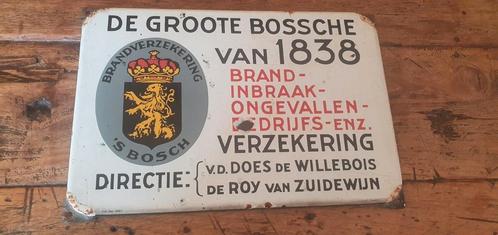 DE GROOTE BOSSCHE
VAN 1838
BRANDVERZEKERING
'S BOSCH
BRAND-
INBRAAK-
ONGEVALLEN-
BEDRIJFS-ENZ.
VERZEKERING
DIRECTIE: { V.D. DOES DE WILLEBOIS
DE ROY VAN ZUIDEWIJN